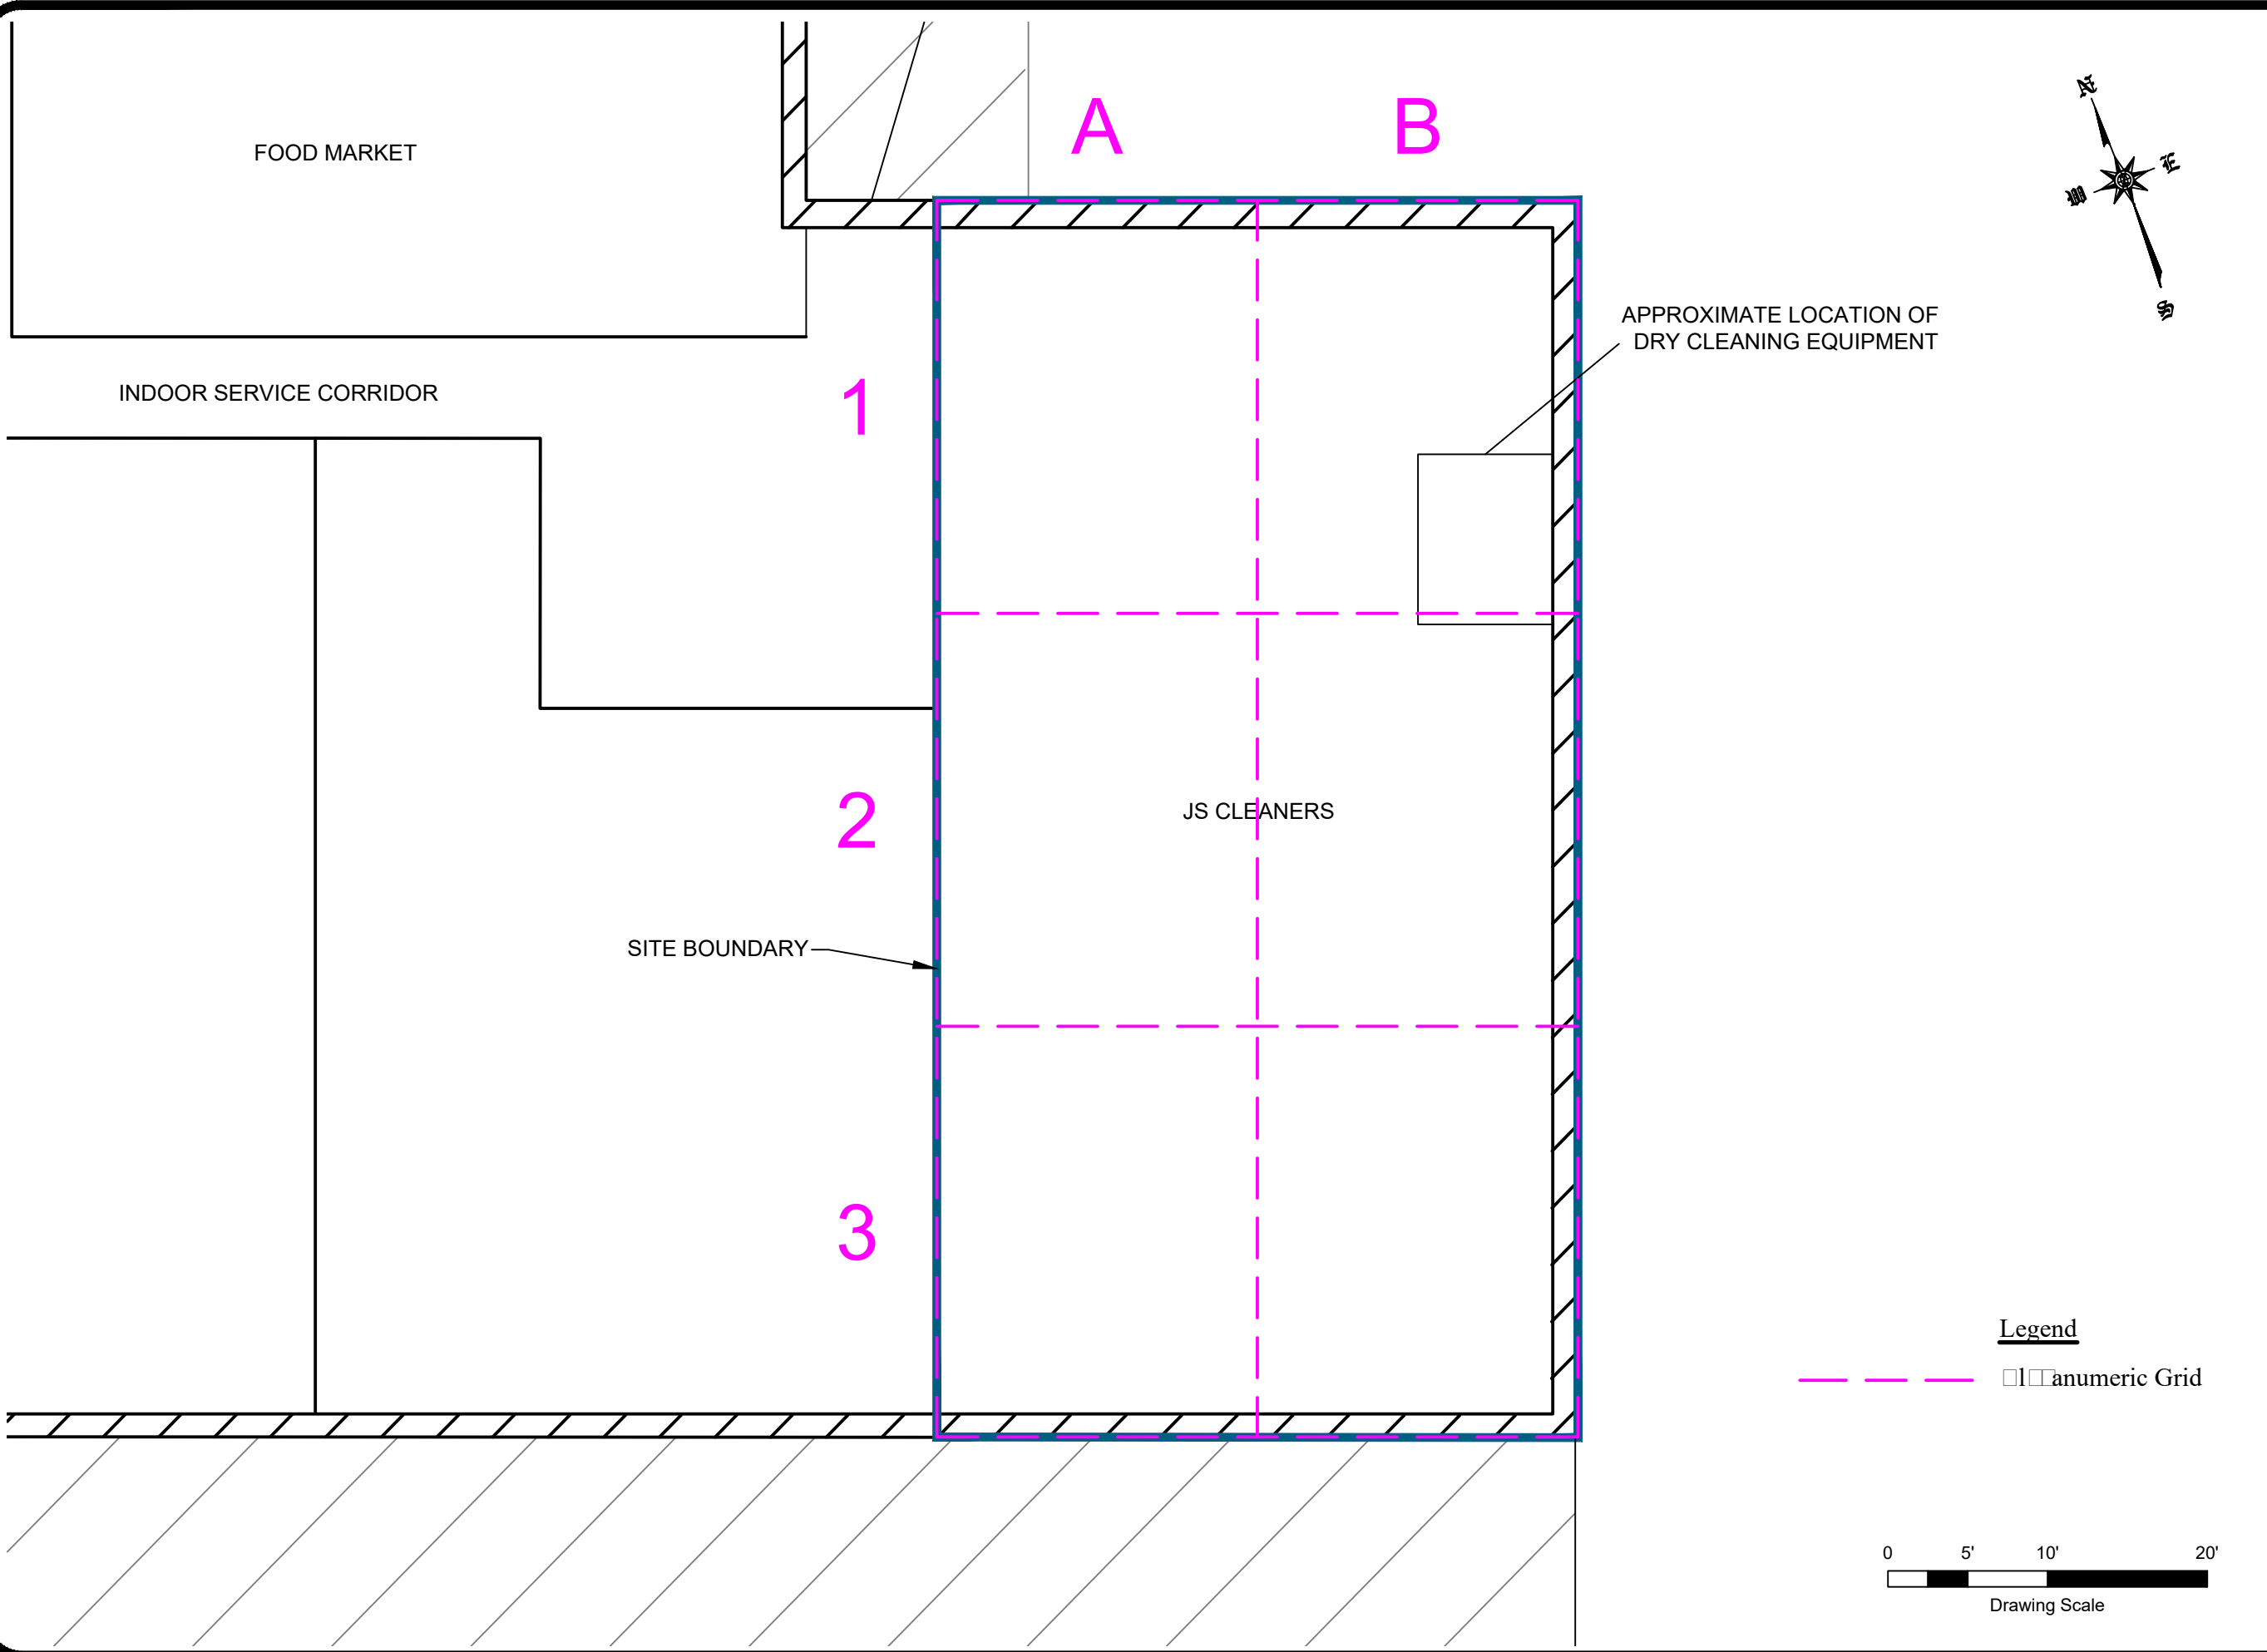 A B
N
E
W
S
FOOD MARKET
APPROXIMATE LOCATION OF
DRY CLEANING EQUIPMENT
INDOOR SERVICE CORRIDOR
1
2
JS CLEANERS
SITE BOUNDARY
3
Legend
□l□□anumeric Grid
0 5' 10' 20'
Drawing Scale